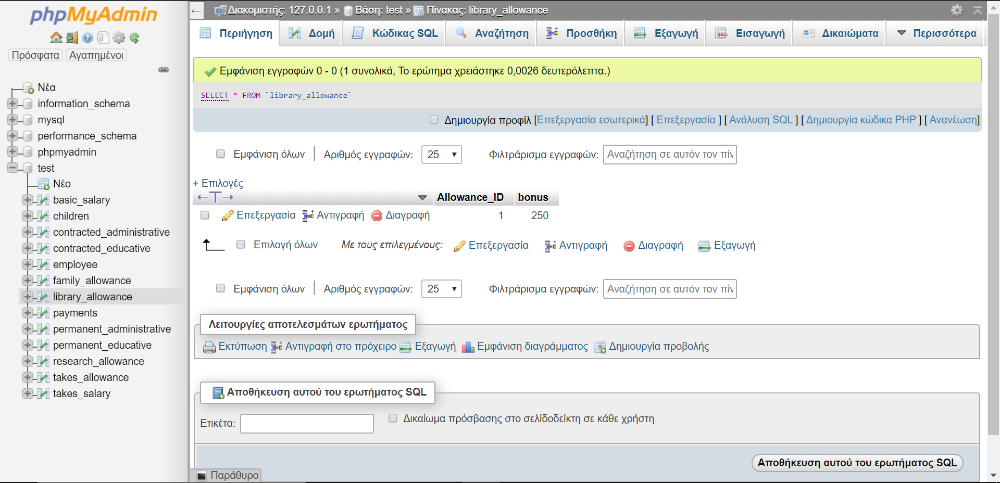 phpMyAdmin
Πρόσφατα Αγαπημένοι
Νέα
information_schema
mysql
performance_schema
phpmyadmin
test
Νέο
basic_salary
children
contracted_administrative
contracted_educative
employee
family_allowance
library_allowance
payments
permanent_administrative
permanent_educative
research_allowance
takes_allowance
takes_salary
Διακομιστής: 127.0.0.1 » Βάση: test » Πίνακας: library_allowance
Περιήγηση Δομή Κώδικας SQL Αναζήτηση Προσθήκη Εξαγωγή Εισαγωγή Δικαιώματα Περισσότερα
Εμφάνιση εγγραφών 0 - 0 (1 συνολικά, Το ερώτημα χρειάστηκε 0,0026 δευτερόλεπτα.)
SELECT * FROM `library_allowance`
Δημιουργία προφίλ [Επεξεργασία εσωτερικά] [ Επεξεργασία ] [ Ανάλυση SQL ] [ Δημιουργία κώδικα PHP ] [ Ανανέωση]
Εμφάνιση όλων | Αριθμός εγγραφών: 25 Φιλτράρισμα εγγραφών: Αναζήτηση σε αυτόν τον πίν
+ Επιλογές
←T→ Allowance_ID bonus
Επεξεργασία Αντιγραφή Διαγραφή 1 250
Επιλογή όλων Με τους επιλεγμένους: Επεξεργασία Αντιγραφή Διαγραφή Εξαγωγή
Εμφάνιση όλων | Αριθμός εγγραφών: 25 Φιλτράρισμα εγγραφών: Αναζήτηση σε αυτόν τον πίν
Λειτουργίες αποτελεσμάτων ερωτήματος
Εκτύπωση Αντιγραφή στο πρόχειρο Εξαγωγή Εμφάνιση διαγράμματος Δημιουργία προβολής
Αποθήκευση αυτού του ερωτήματος SQL
Ετικέτα: Δικαίωμα πρόσβασης στο σελίδοδείκτη σε κάθε χρήστη
Αποθήκευση αυτού του ερωτήματος SQL
Παράθυρο